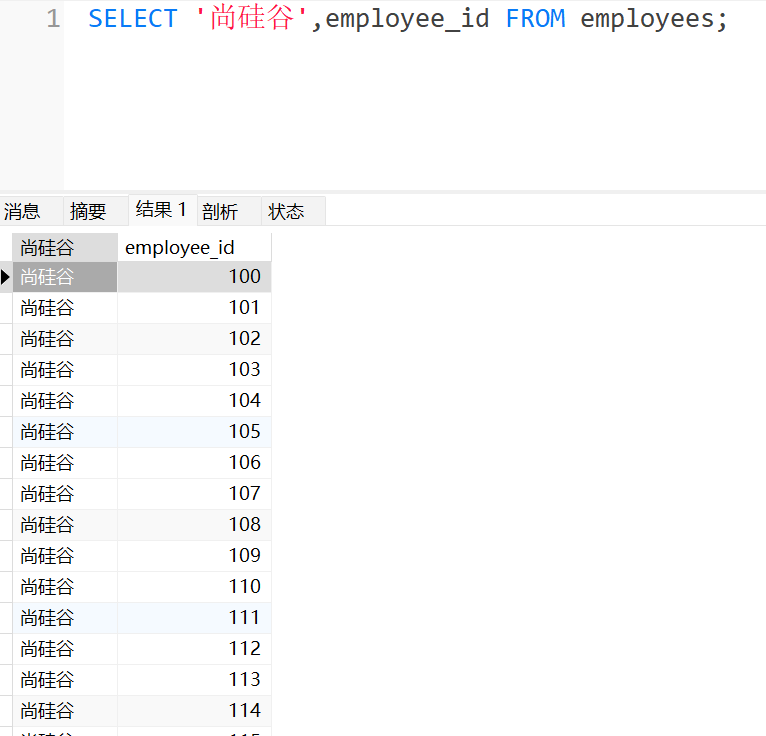 1 SELECT '尚硅谷',employee_id FROM employees;
消息 摘要 结果 1 剖析 状态
尚硅谷 employee_id
尚硅谷 100
尚硅谷 101
尚硅谷 102
尚硅谷 103
尚硅谷 104
尚硅谷 105
尚硅谷 106
尚硅谷 107
尚硅谷 108
尚硅谷 109
尚硅谷 110
尚硅谷 111
尚硅谷 112
尚硅谷 113
尚硅谷 114